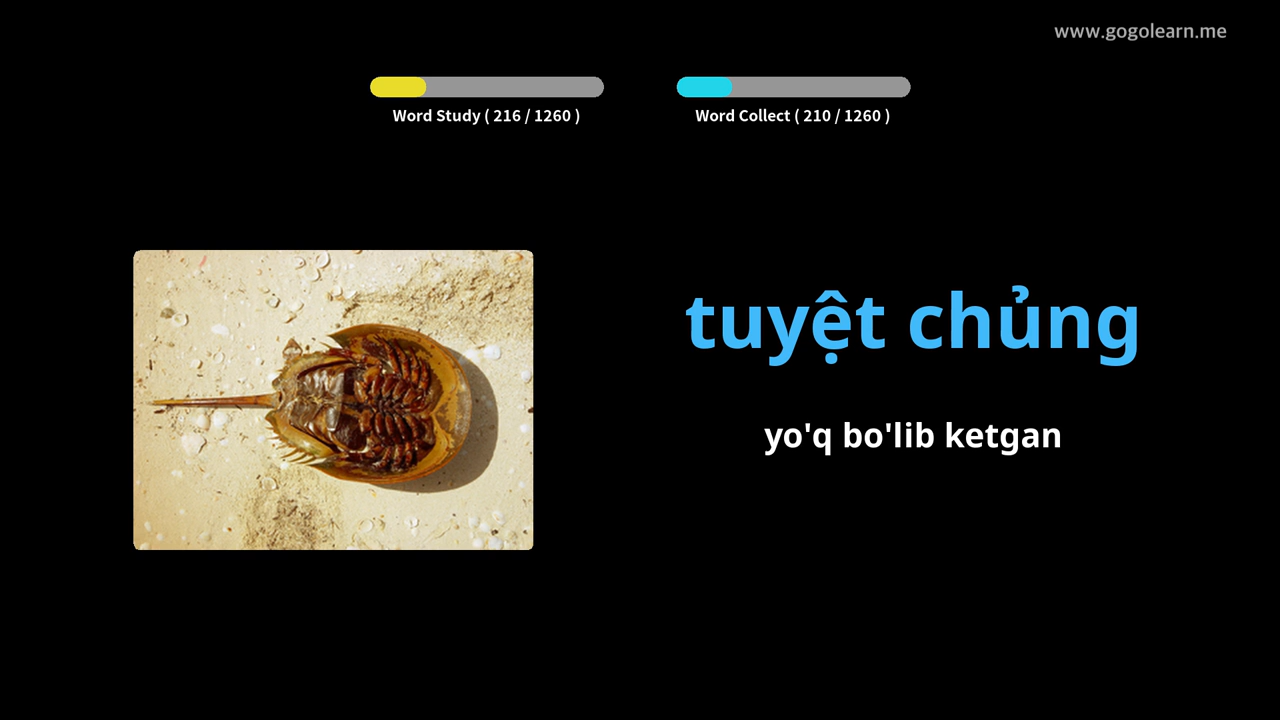 www.gogolearn.me
Word Study ( 216 / 1260 )
Word Collect ( 210 / 1260 )
tuyệt chủng
yo'q bo'lib ketgan